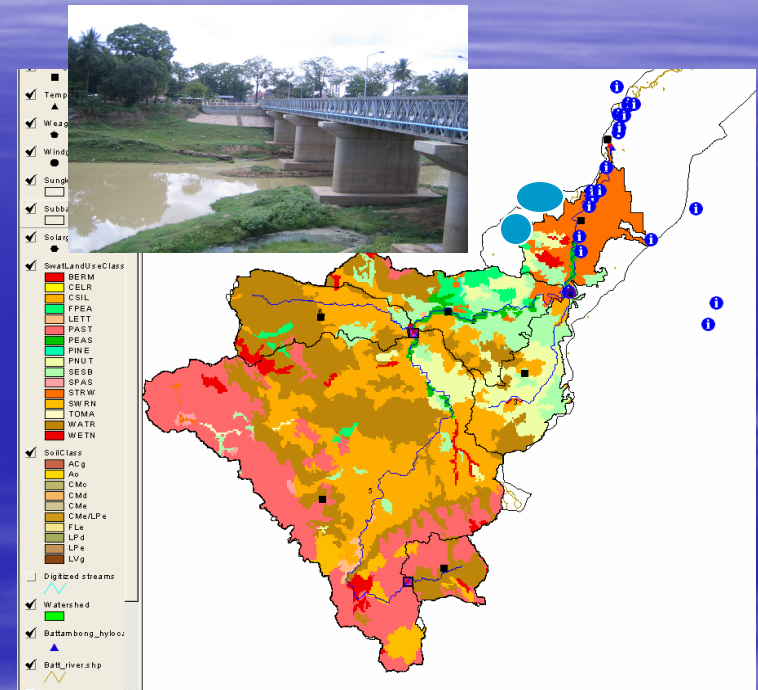 Temp
Weag
Windg
Sungk
Subba
Solarg
SwatLandUseClass
BERM
CELR
CSIL
FPEA
LETT
PAST
PEAS
PINE
PNUT
SESB
SPAS
STRW
SWRN
TOMA
WATR
WETN
SoilClass
ACg
Ao
CMc
CMd
CMe
CMe/LPe
FLe
LPd
LPe
LVg
Digitized streams
Watershed
Battambong_hyloca
Batt_river.shp
5